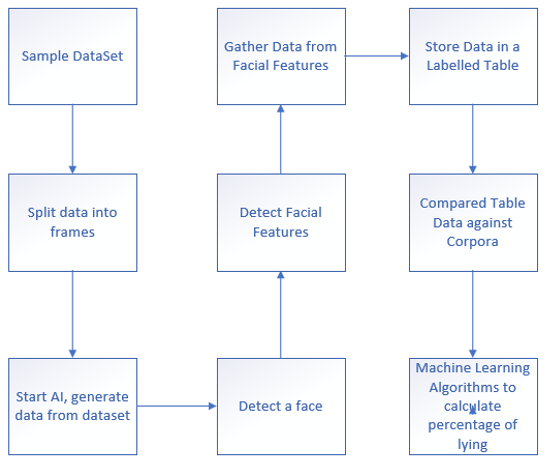 Sample DataSet
Split data into
frames
Start AI, generate
data from dataset
Detect a face
Detect Facial
Features
Gather Data from
Facial Features
Store Data in a
Labelled Table
Compared Table
Data against
Corpora
Machine Learning
Algorithms to
calculate
percentage of
lying